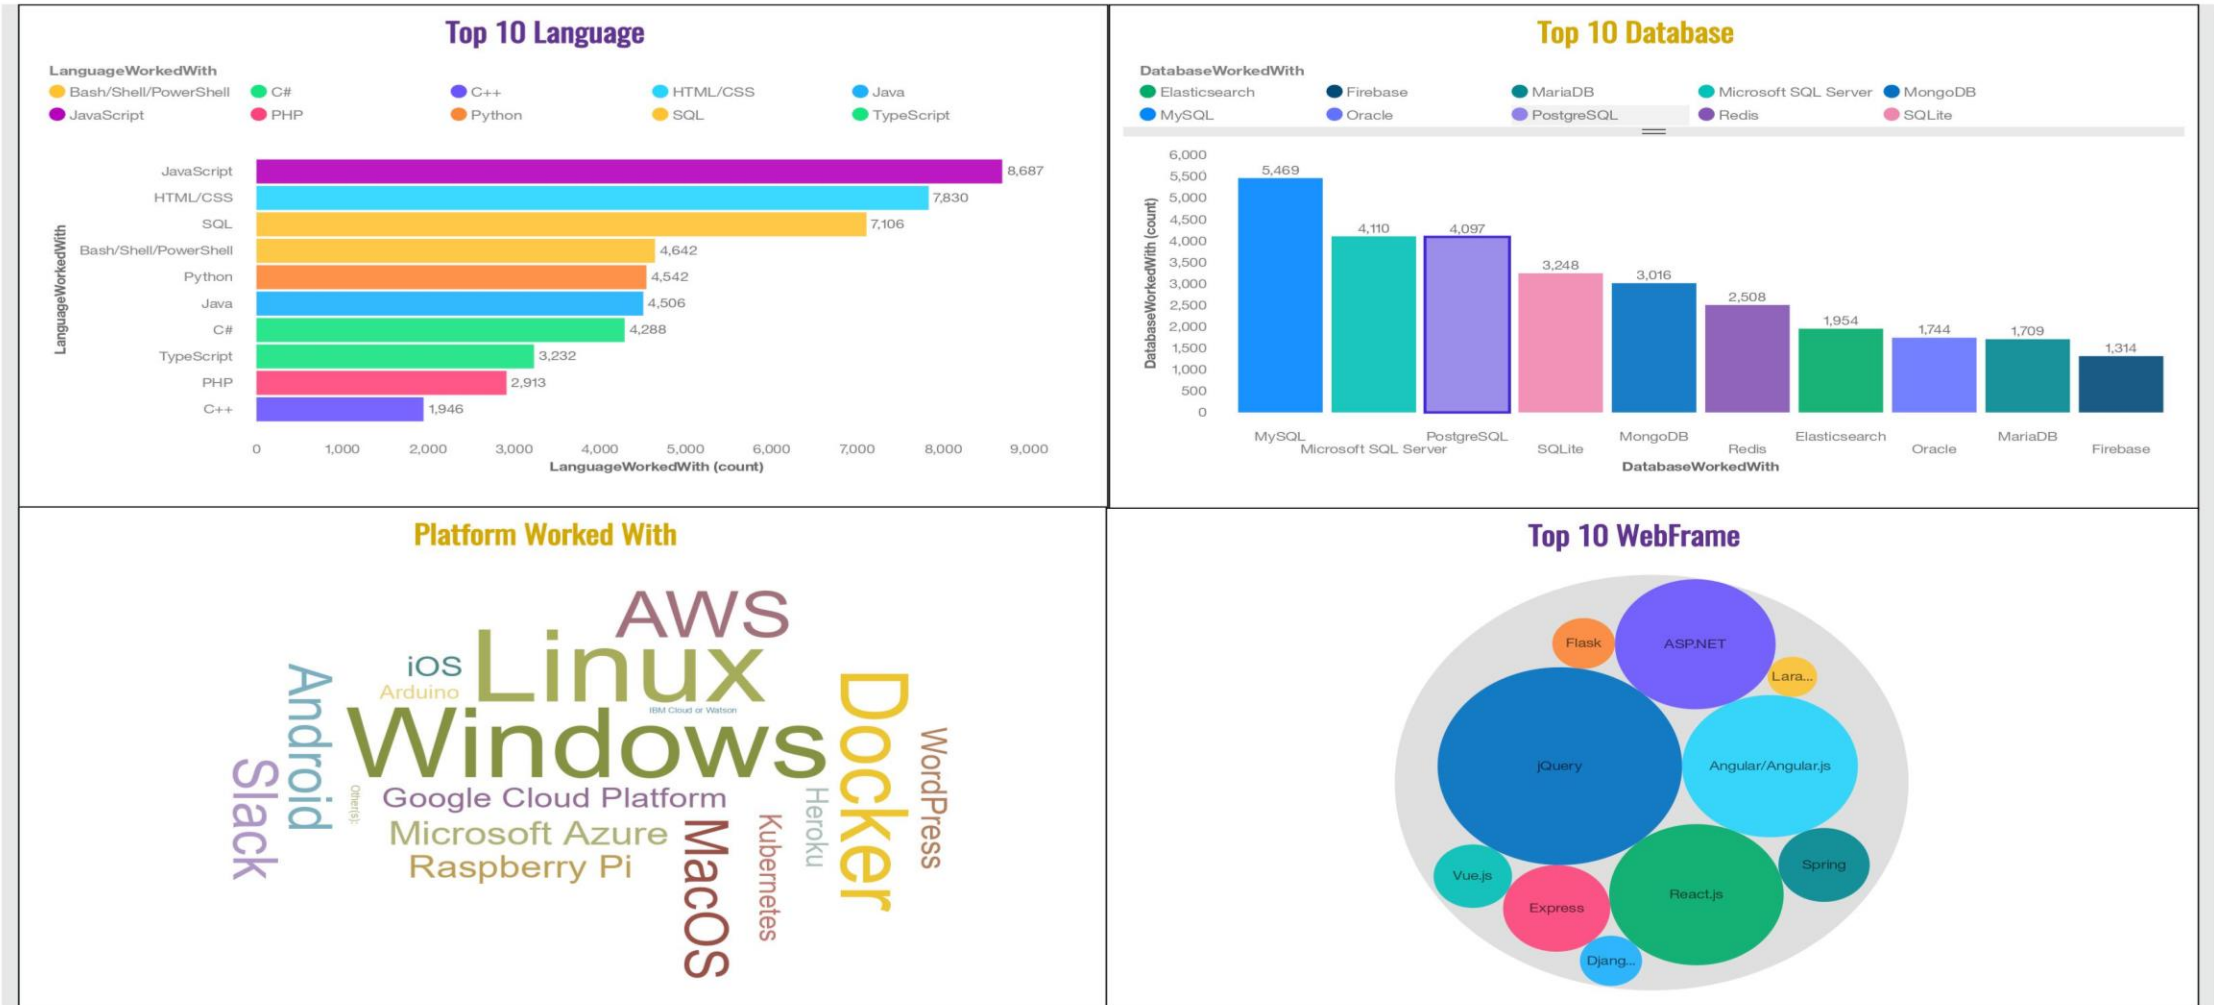 Top 10 Language
LanguageWorkedWith
Bash/Shell/PowerShell C# C++ HTML/CSS Java
JavaScript PHP Python SQL TypeScript
LanguageWorkedWith
JavaScript 8,687
HTML/CSS 7,830
SQL 7,106
Bash/Shell/PowerShell 4,642
Python 4,542
Java 4,506
C# 4,288
TypeScript 3,232
PHP 2,913
C++ 1,946
0 1,000 2,000 3,000 4,000 5,000 6,000 7,000 8,000 9,000
LanguageWorkedWith (count)
Top 10 Database
DatabaseWorkedWith
Elasticsearch Firebase MariaDB Microsoft SQL Server MongoDB
MySQL Oracle PostgreSQL Redis SQLite
DatabaseWorkedWith (count)
6,000
5,500
5,000
4,500
4,000
3,500
3,000
2,500
2,000
1,500
1,000
500
0
5,469 4,110 4,097 3,248 3,016 2,508 1,954 1,744 1,709 1,314
MySQL Microsoft SQL Server PostgreSQL SQLite MongoDB Redis Elasticsearch Oracle MariaDB Firebase
DatabaseWorkedWith
Platform Worked With
AWS
Linux
iOS
Arduino
IBM Cloud or Watson
Windows
Android
Slack
Other(s):
Google Cloud Platform
Microsoft Azure
Raspberry Pi
MacOS
Kubernetes
Heroku
Docker
WordPress
Top 10 WebFrame
Flask
ASP.NET
Lara...
jQuery
Angular/Angular.js
Vue.js
Express
React.js
Spring
Djang...